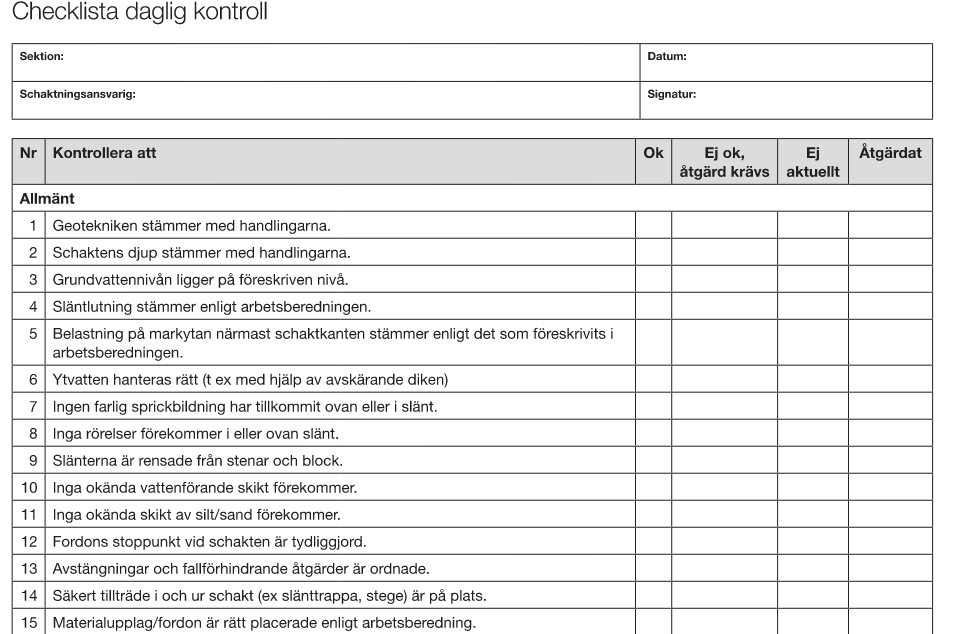 Checklista daglig kontroll
Sektion:
Datum:
Schaktningsansvarig:
Signatur:
Nr Kontrollera att Ok Ej ok, Ej Åtgärdat
åtgärd krävs aktuellt
Allmänt
1 Geotekniken stämmer med handlingarna.
2 Schaktens djup stämmer med handlingarna.
3 Grundvattennivån ligger på föreskriven nivå.
4 Släntlutning stämmer enligt arbetsberedningen.
5 Belastning på markytan närmast schaktkanten stämmer enligt det som föreskrivits i
arbetsberedningen.
6 Ytvatten hanteras rätt (t ex med hjälp av avskärande diken)
7 Ingen farlig sprickbildning har tillkommit ovan eller i slänt.
8 Inga rörelser förekommer i eller ovan slänt.
9 Slänterna är rensade från stenar och block.
10 Inga okända vattenförande skikt förekommer.
11 Inga okända skikt av silt/sand förekommer.
12 Fordons stoppunkt vid schakten är tydliggjord.
13 Avstängningar och fallförhindrande åtgärder är ordnade.
14 Säkert tillträde i och ur schakt (ex slänttrappa, stege) är på plats.
15 Materialupplag/fordon är rätt placerade enligt arbetsberedning.